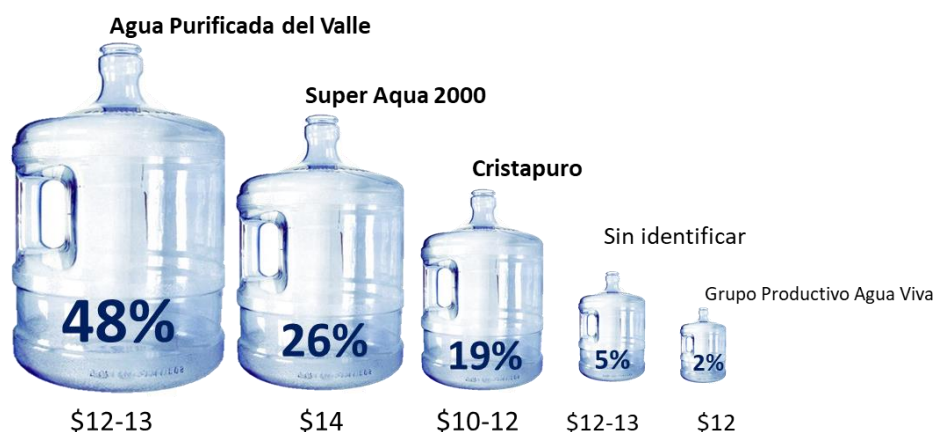 Agua Purificada del Valle
Super Aqua 2000
Cristapuro
Sin identificar
Grupo Productivo Agua Viva
48%
26%
19%
5%
2%
$12-13
$14
$10-12
$12-13
$12